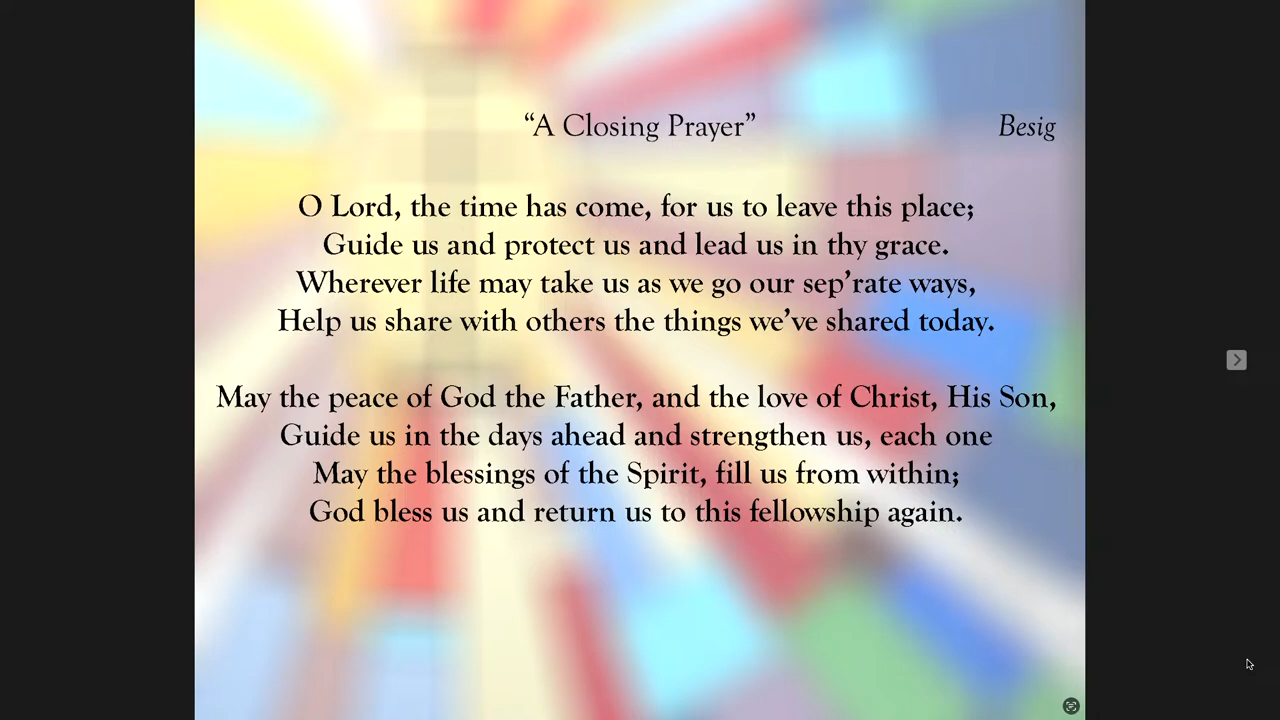 “A Closing Prayer” Besig
O Lord, the time has come, for us to leave this place;
Guide us and protect us and lead us in thy grace.
Wherever life may take us as we go our sep’rate ways,
Help us share with others the things we’ve shared today.
May the peace of God the Father, and the love of Christ, His Son,
Guide us in the days ahead and strengthen us, each one
May the blessings of the Spirit, fill us from within;
God bless us and return us to this fellowship again.